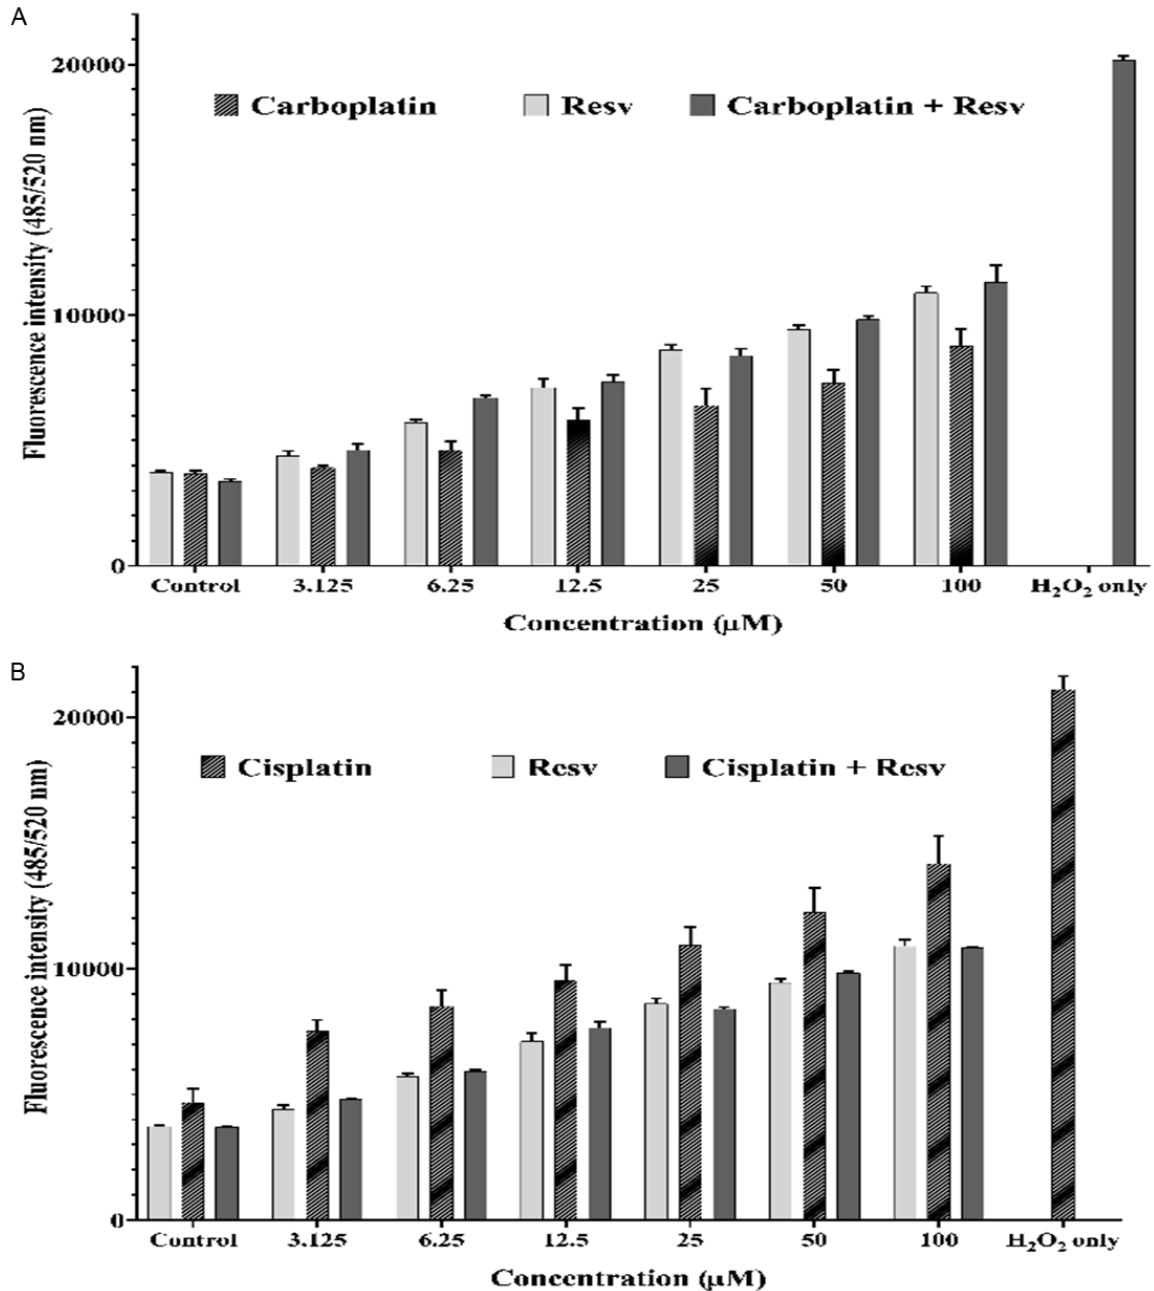 A
Fluorescence intensity (485/520 nm)
20000
10000
0
Carboplatin Resv Carboplatin + Resv
Control 3.125 6.25 12.5 25 50 100 H₂O₂ only
Concentration (µM)
B
Fluorescence intensity (485/520 nm)
20000
10000
0
Cisplatin Resv Cisplatin + Resv
Control 3.125 6.25 12.5 25 50 100 H₂O₂ only
Concentration (µM)